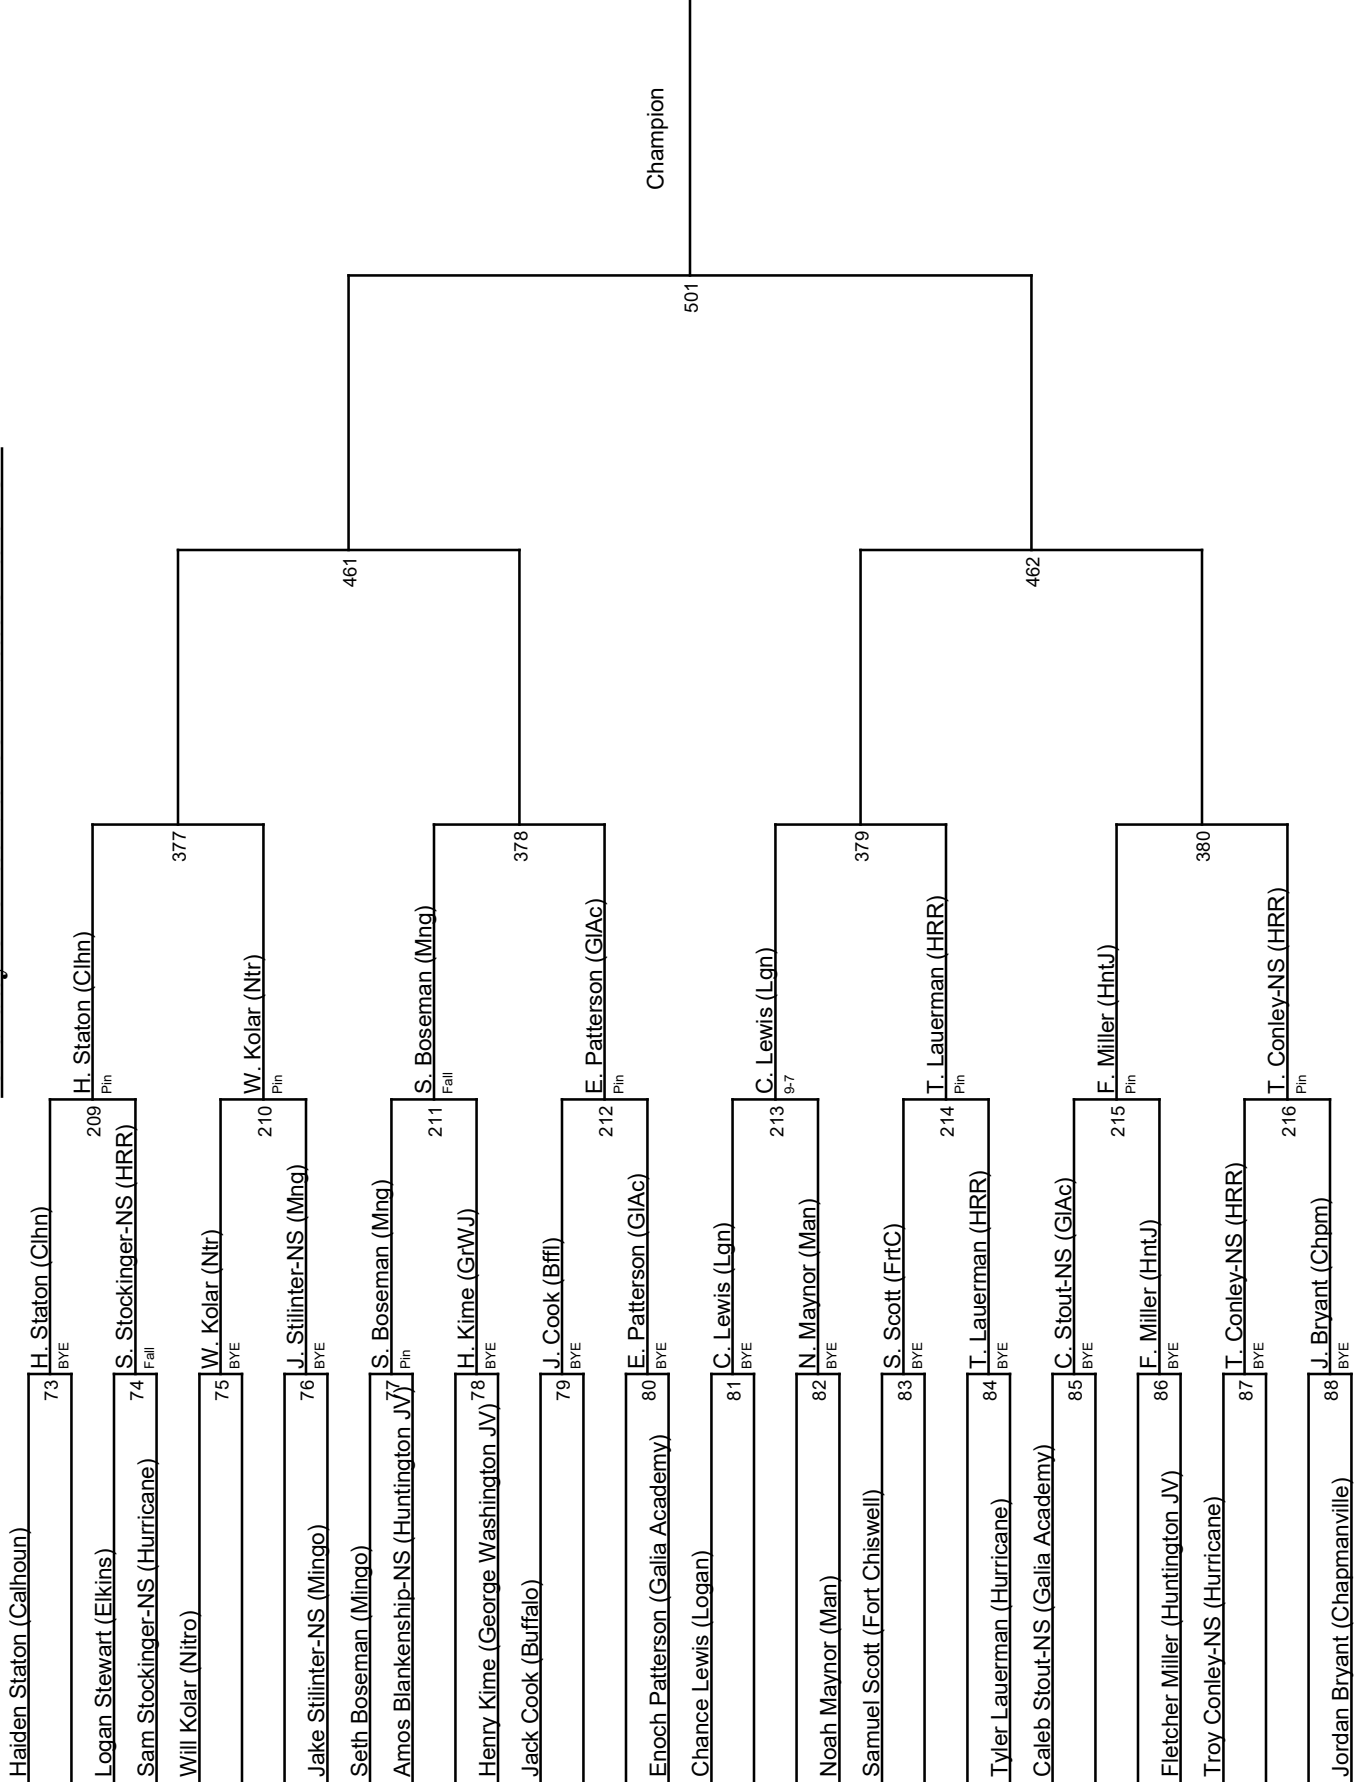 Haiden Staton (Calhoun)
Logan Stewart (Elkins)
Sam Stockinger-NS (Hurricane)
Will Kolar (Nitro)
Jake Stilinter-NS (Mingo)
Seth Boseman (Mingo)
Amos Blankenship-NS (Huntington JV)
Henry Kime (George Washington JV)
Jack Cook (Buffalo)
Enoch Patterson (Galia Academy)
Chance Lewis (Logan)
Noah Maynor (Man)
Samuel Scott (Fort Chiswell)
Tyler Lauerman (Hurricane)
Caleb Stout-NS (Galia Academy)
Fletcher Miller (Huntington JV)
Troy Conley-NS (Hurricane)
Jordan Bryant (Chapmanville)
73
74
75
76
77
78
79
80
81
82
83
84
85
86
87
88
H. Staton (Clhn)
BYE
S. Stockinger-NS (HRR)
Fall
W. Kolar (Ntr)
BYE
J. Stilinter-NS (Mng)
BYE
S. Boseman (Mng)
Pin
H. Kime (GrWJ)
BYE
J. Cook (Bffl)
BYE
E. Patterson (GlAc)
BYE
C. Lewis (Lgn)
BYE
N. Maynor (Man)
BYE
S. Scott (FrtC)
BYE
T. Lauerman (HRR)
BYE
C. Stout-NS (GlAc)
BYE
F. Miller (HntJ)
BYE
T. Conley-NS (HRR)
BYE
J. Bryant (Chpm)
BYE
209
210
211
212
213
214
215
216
H. Staton (Clhn)
Pin
W. Kolar (Ntr)
Pin
S. Boseman (Mng)
Fall
E. Patterson (GlAc)
Pin
C. Lewis (Lgn)
9-7
T. Lauerman (HRR)
Pin
F. Miller (HntJ)
Pin
T. Conley-NS (HRR)
Pin
377
378
379
380
461
462
501
Champion